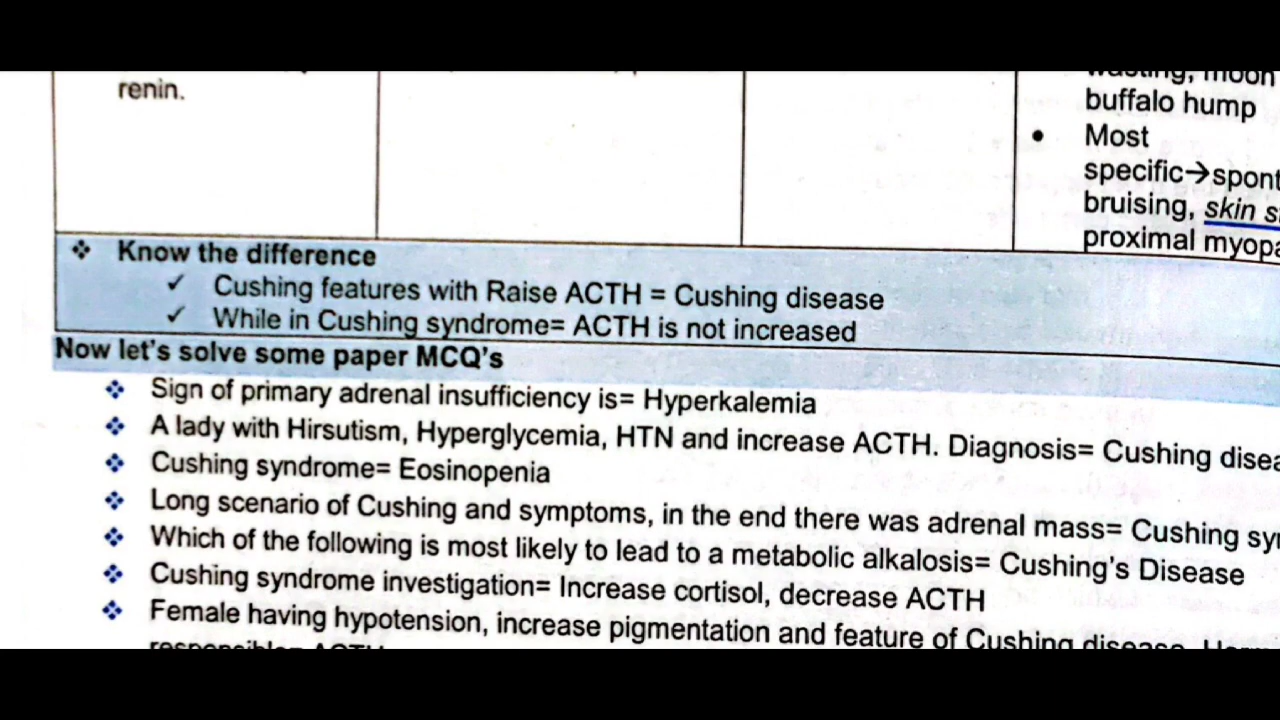 renin.
buffalo hump
Most
specific→spont
bruising, skin s
proximal myopa
Know the difference
✓ Cushing features with Raise ACTH = Cushing disease
✓ While in Cushing syndrome= ACTH is not increased
Now let's solve some paper MCQ's
Sign of primary adrenal insufficiency is= Hyperkalemia
A lady with Hirsutism, Hyperglycemia, HTN and increase ACTH. Diagnosis= Cushing disea
Cushing syndrome= Eosinopenia
Long scenario of Cushing and symptoms, in the end there was adrenal mass= Cushing sy
Which of the following is most likely to lead to a metabolic alkalosis= Cushing's Disease
Cushing syndrome investigation= Increase cortisol, decrease ACTH
Female having hypotension, increase pigmentation and feature of Cushing disease.